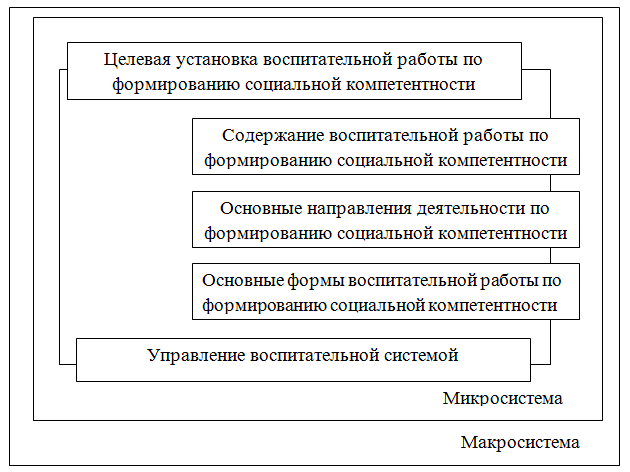 Целевая установка воспитательной работы по
формированию социальной компетентности
Содержание воспитательной работы по
формированию социальной компетентности
Основные направления деятельности по
формированию социальной компетентности
Основные формы воспитательной работы по
формированию социальной компетентности
Управление воспитательной системой
Микросистема
Макросистема